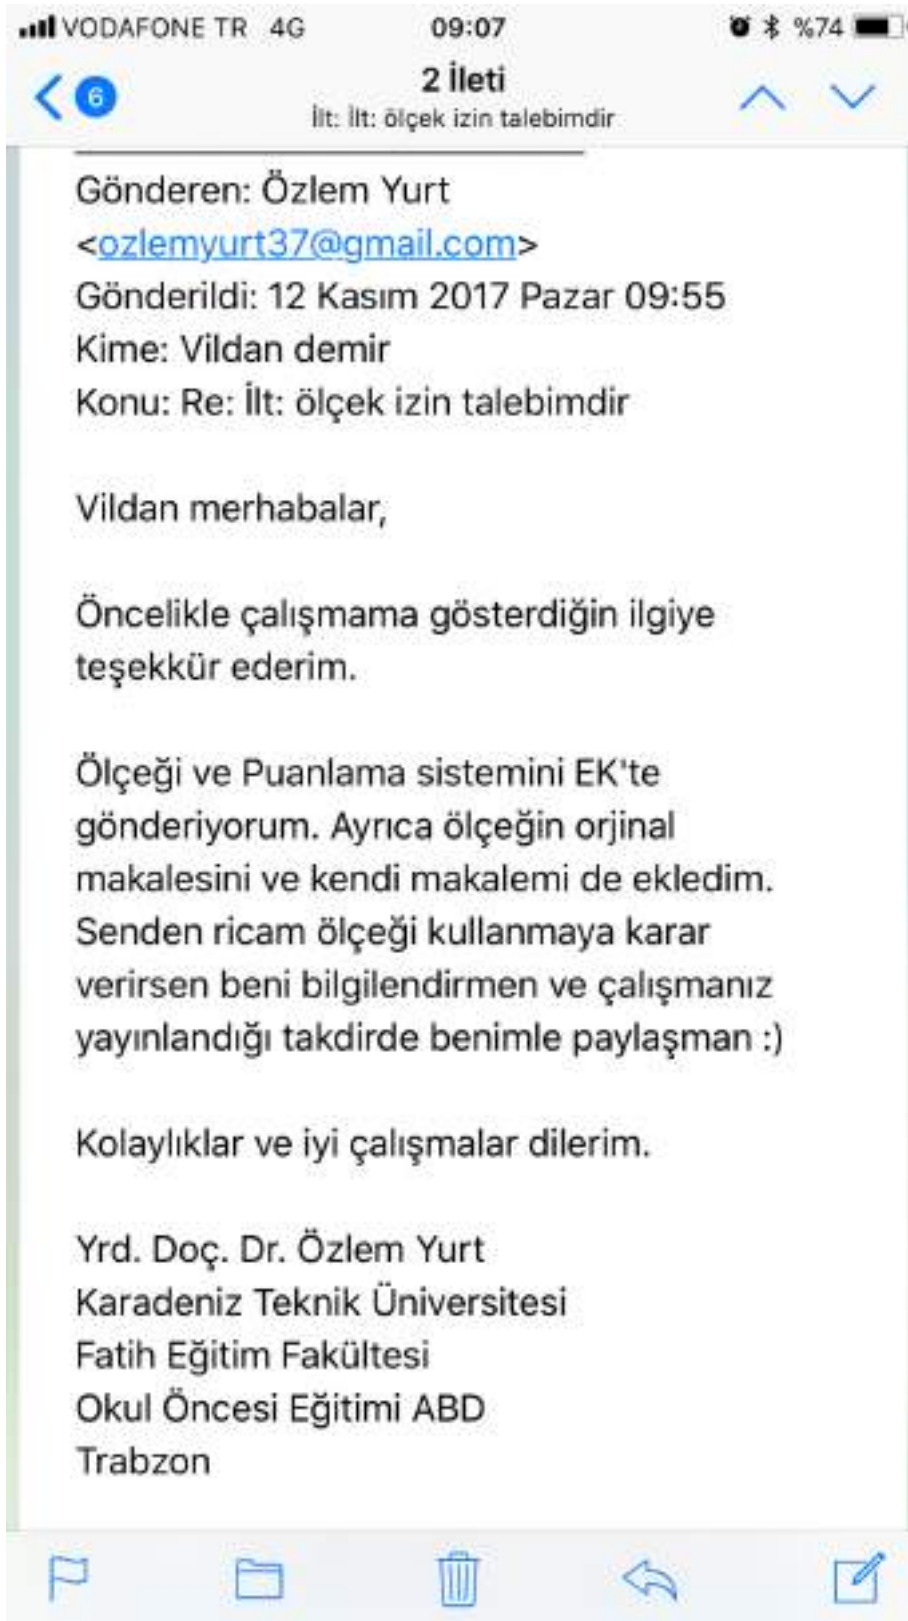 VODAFONE TR 4G 09:07 %74
6 2 İleti
İlt: İlt: ölçek izin talebimdir
Gönderen: Özlem Yurt
<ozlemyurt37@gmail.com>
Gönderildi: 12 Kasım 2017 Pazar 09:55
Kime: Vildan demir
Konu: Re: İlt: ölçek izin talebimdir
Vildan merhabalar,
Öncelikle çalışmama gösterdiğin ilgiye
teşekkür ederim.
Ölçeği ve Puanlama sistemini EK'te
gönderiyorum. Ayrıca ölçeğin orjinal
makalesini ve kendi makalemi de ekledim.
Senden ricam ölçeği kullanmaya karar
verirsen beni bilgilendirmen ve çalışmanız
yayınlandığı takdirde benimle paylaşman :)
Kolaylıklar ve iyi çalışmalar dilerim.
Yrd. Doç. Dr. Özlem Yurt
Karadeniz Teknik Üniversitesi
Fatih Eğitim Fakültesi
Okul Öncesi Eğitimi ABD
Trabzon